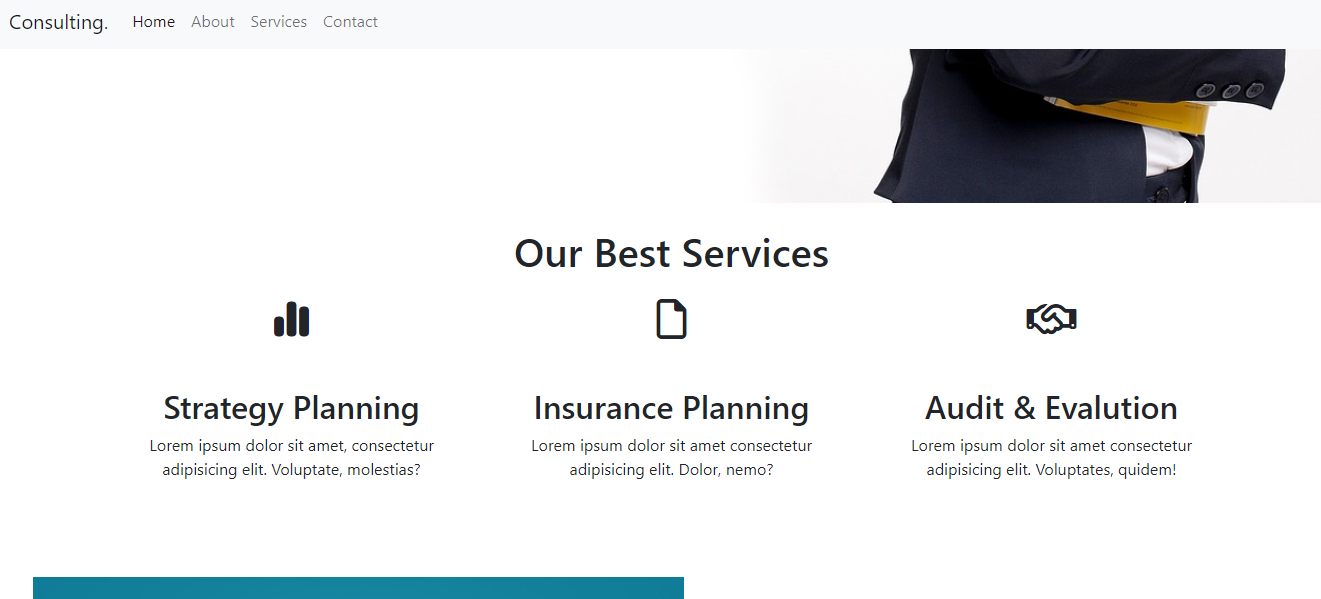 Consulting. Home About Services Contact
Our Best Services
Strategy Planning
Lorem ipsum dolor sit amet, consectetur
adipisicing elit. Voluptate, molestias?
Insurance Planning
Lorem ipsum dolor sit amet consectetur
adipisicing elit. Dolor, nemo?
Audit & Evalution
Lorem ipsum dolor sit amet consectetur
adipisicing elit. Voluptates, quidem!